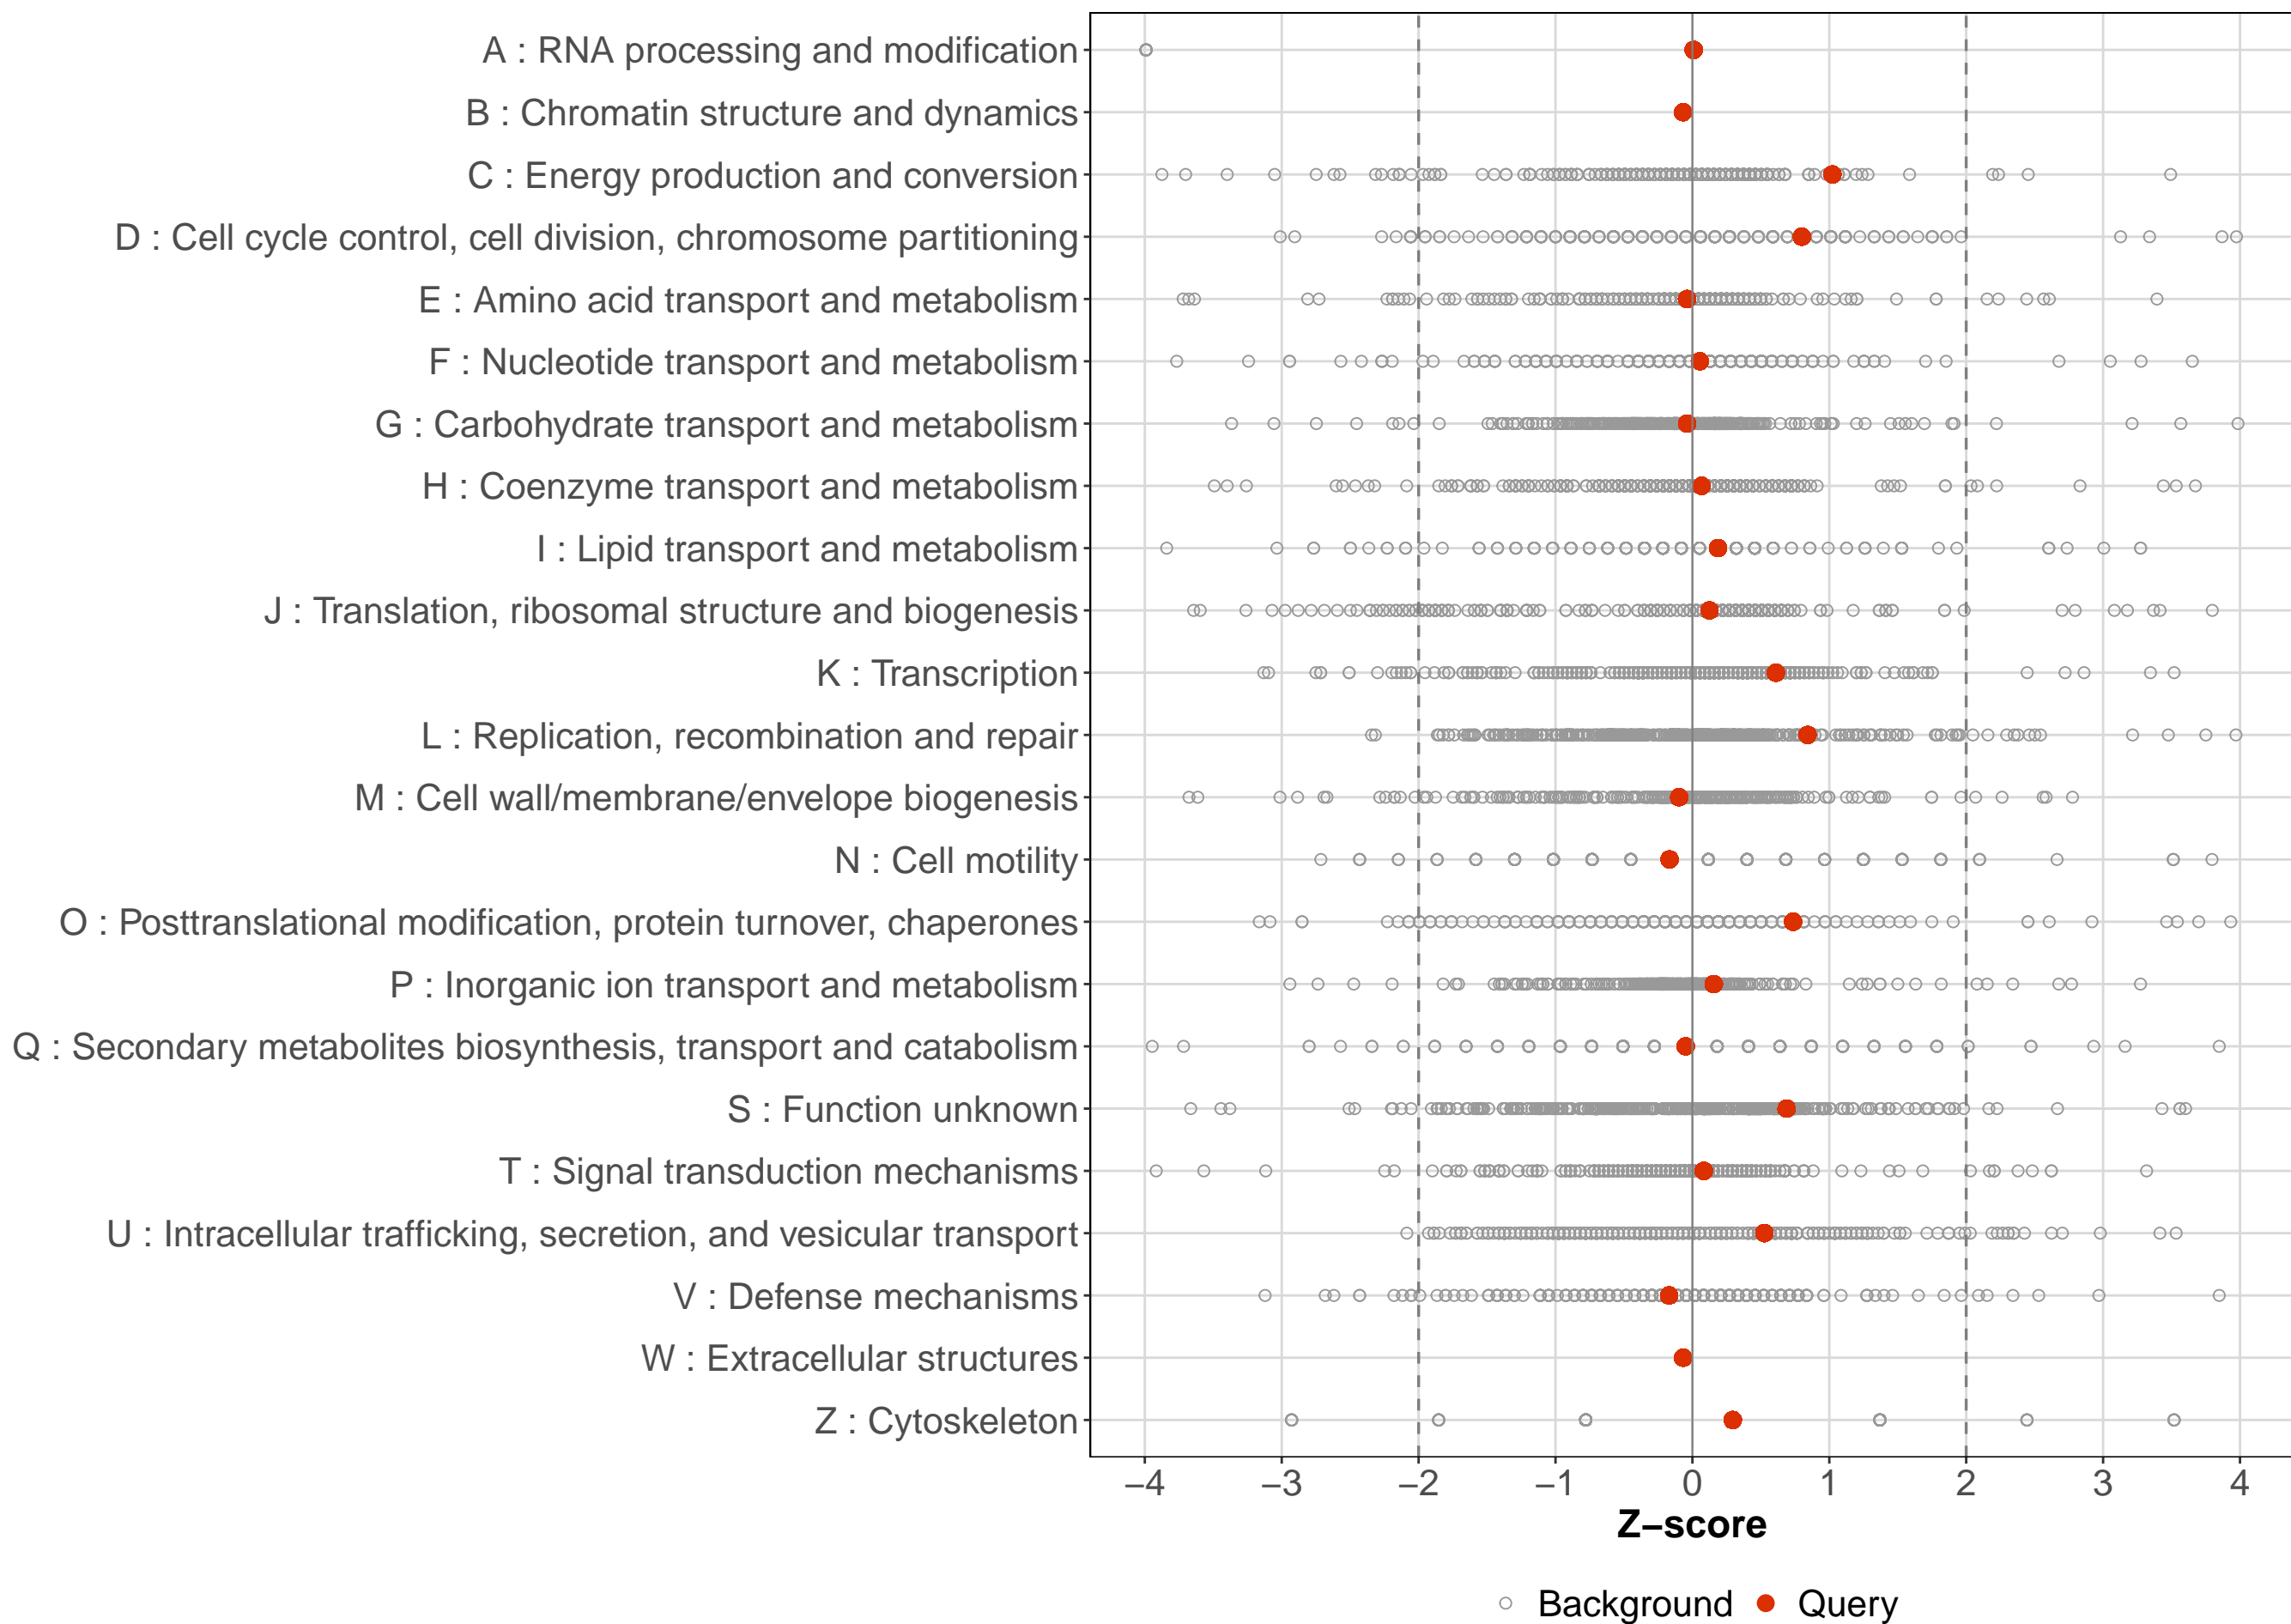 A : RNA processing and modification
B : Chromatin structure and dynamics
C : Energy production and conversion
D : Cell cycle control, cell division, chromosome partitioning
E : Amino acid transport and metabolism
F : Nucleotide transport and metabolism
G : Carbohydrate transport and metabolism
H : Coenzyme transport and metabolism
I : Lipid transport and metabolism
J : Translation, ribosomal structure and biogenesis
K : Transcription
L : Replication, recombination and repair
M : Cell wall/membrane/envelope biogenesis
N : Cell motility
O : Posttranslational modification, protein turnover, chaperones
P : Inorganic ion transport and metabolism
Q : Secondary metabolites biosynthesis, transport and catabolism
S : Function unknown
T : Signal transduction mechanisms
U : Intracellular trafficking, secretion, and vesicular transport
V : Defense mechanisms
W : Extracellular structures
Z : Cytoskeleton
−4 −3 −2 −1 0 1 2 3 4
Z−score
Background Query